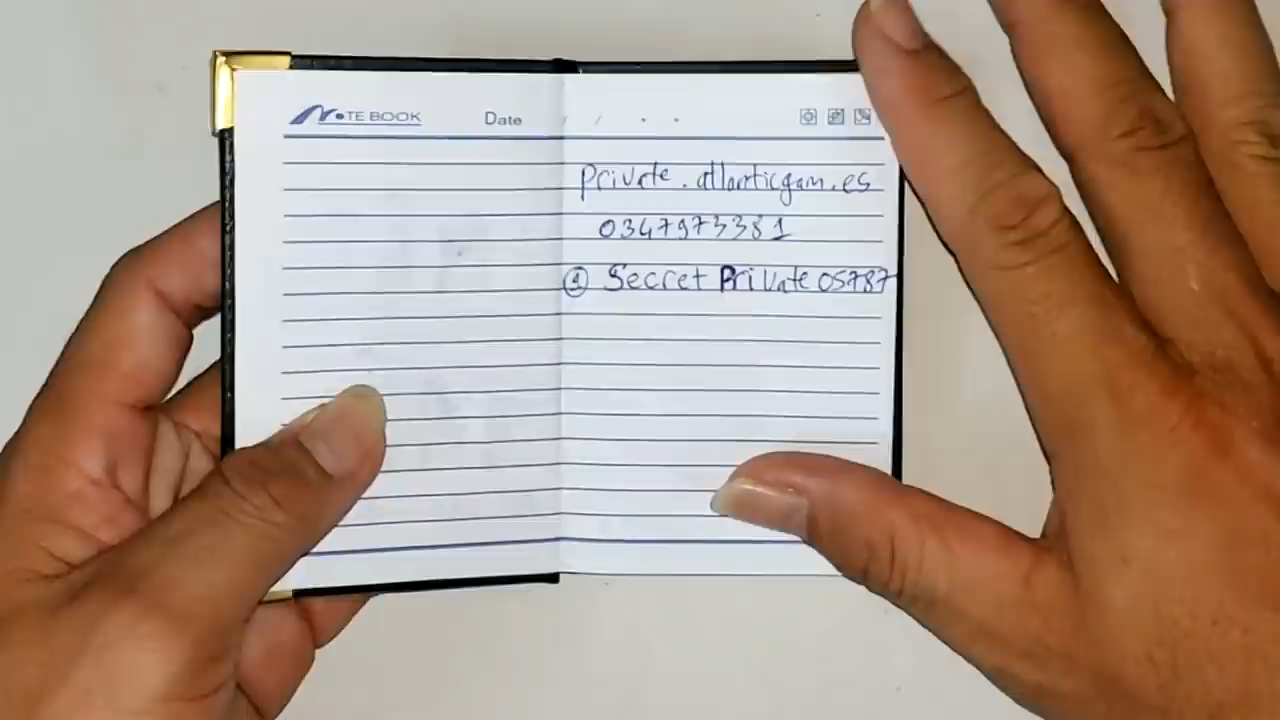 NOTE BOOK Date / /
private.atlanticgam.es
0347973381
① Secret Private 05787